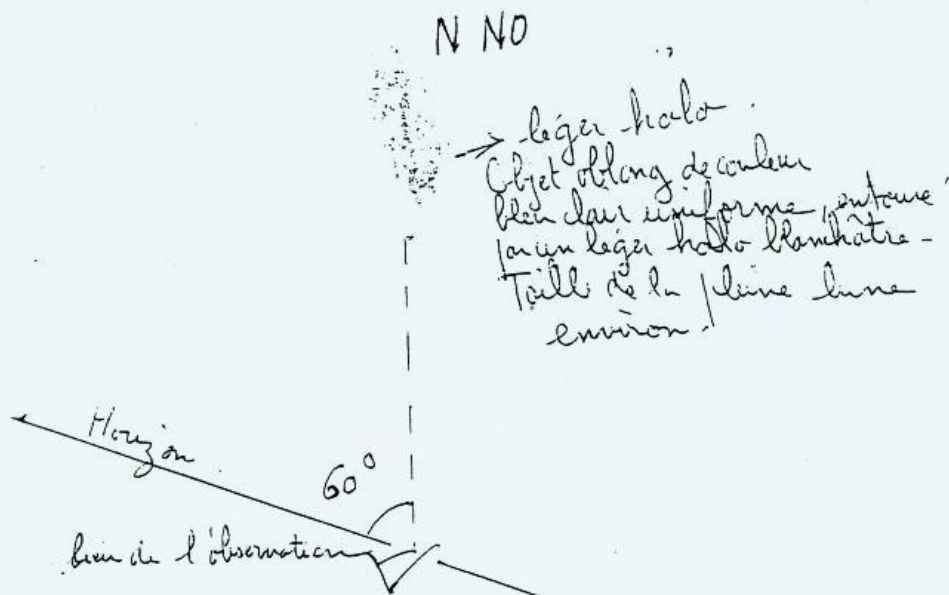 N NO
léger halo.
Objet oblong de couleur
bleu clair uniforme, entouré
par un léger halo blanchâtre -
Taille de la pleine lune
environ.
Horizon
60°
lieu de l'observation